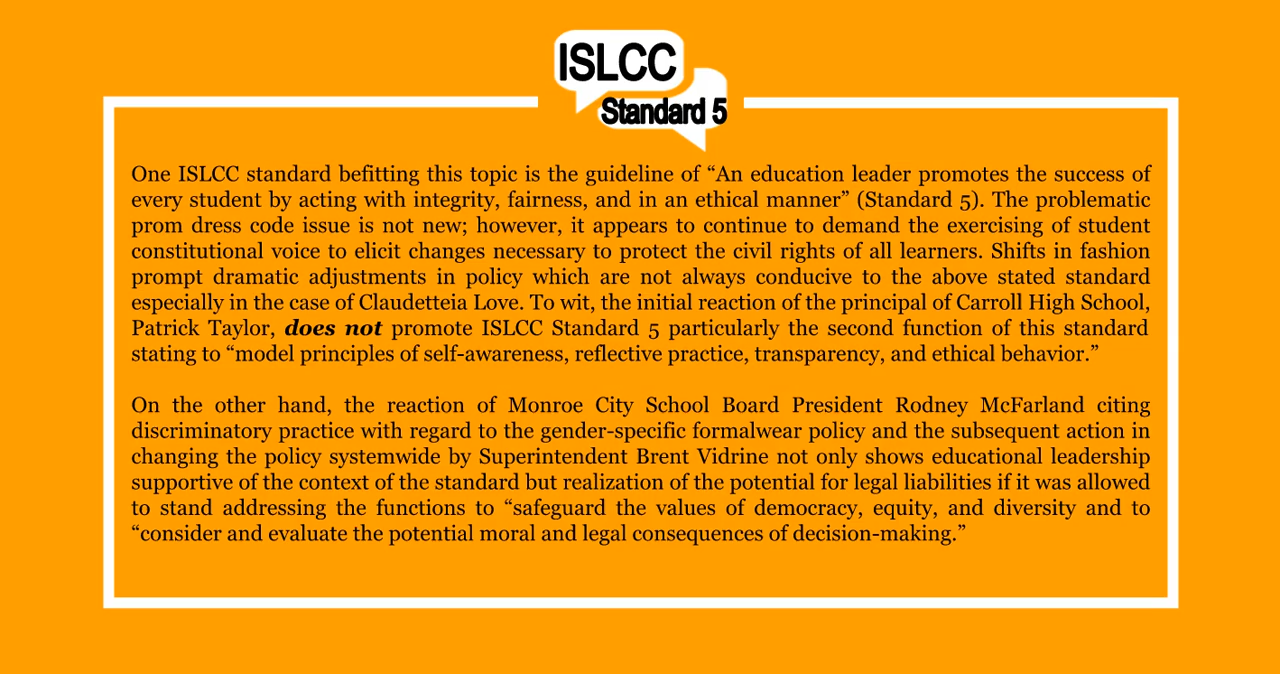 ISLCC
Standard 5
One ISLCC standard befitting this topic is the guideline of “An education leader promotes the success of
every student by acting with integrity, fairness, and in an ethical manner” (Standard 5). The problematic
prom dress code issue is not new; however, it appears to continue to demand the exercising of student
constitutional voice to elicit changes necessary to protect the civil rights of all learners. Shifts in fashion
prompt dramatic adjustments in policy which are not always conducive to the above stated standard
especially in the case of Claudetteia Love. To wit, the initial reaction of the principal of Carroll High School,
Patrick Taylor, does not promote ISLCC Standard 5 particularly the second function of this standard
stating to “model principles of self-awareness, reflective practice, transparency, and ethical behavior.”
On the other hand, the reaction of Monroe City School Board President Rodney McFarland citing
discriminatory practice with regard to the gender-specific formalwear policy and the subsequent action in
changing the policy systemwide by Superintendent Brent Vidrine not only shows educational leadership
supportive of the context of the standard but realization of the potential for legal liabilities if it was allowed
to stand addressing the functions to “safeguard the values of democracy, equity, and diversity and to
“consider and evaluate the potential moral and legal consequences of decision-making.”